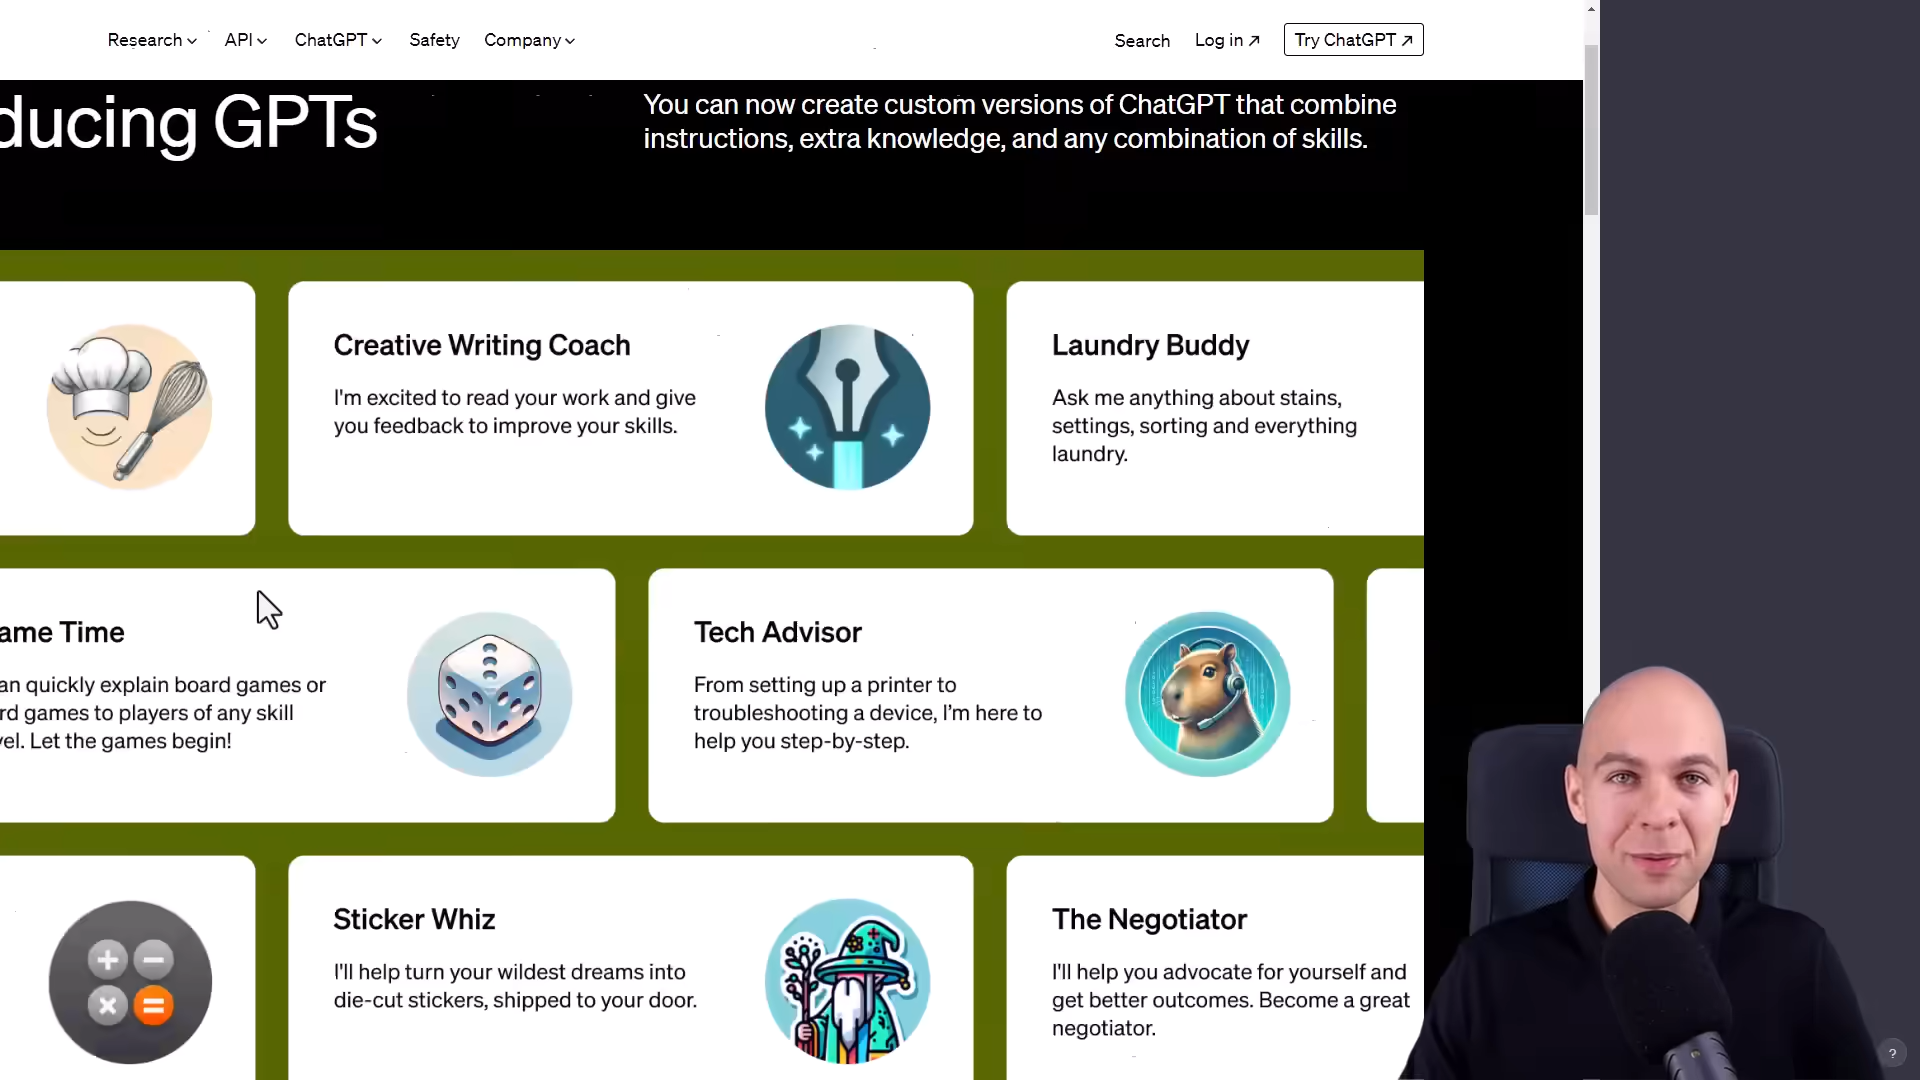 Research
API
ChatGPT
Safety
Company
Search
Log in ↗
Try ChatGPT ↗
ducing GPTs
You can now create custom versions of ChatGPT that combine
instructions, extra knowledge, and any combination of skills.
Creative Writing Coach
I'm excited to read your work and give
you feedback to improve your skills.
Laundry Buddy
Ask me anything about stains,
settings, sorting and everything
laundry.
ame Time
an quickly explain board games or
rd games to players of any skill
vel. Let the games begin!
Tech Advisor
From setting up a printer to
troubleshooting a device, I’m here to
help you step-by-step.
Sticker Whiz
I'll help turn your wildest dreams into
die-cut stickers, shipped to your door.
The Negotiator
I'll help you advocate for yourself and
get better outcomes. Become a great
negotiator.
?